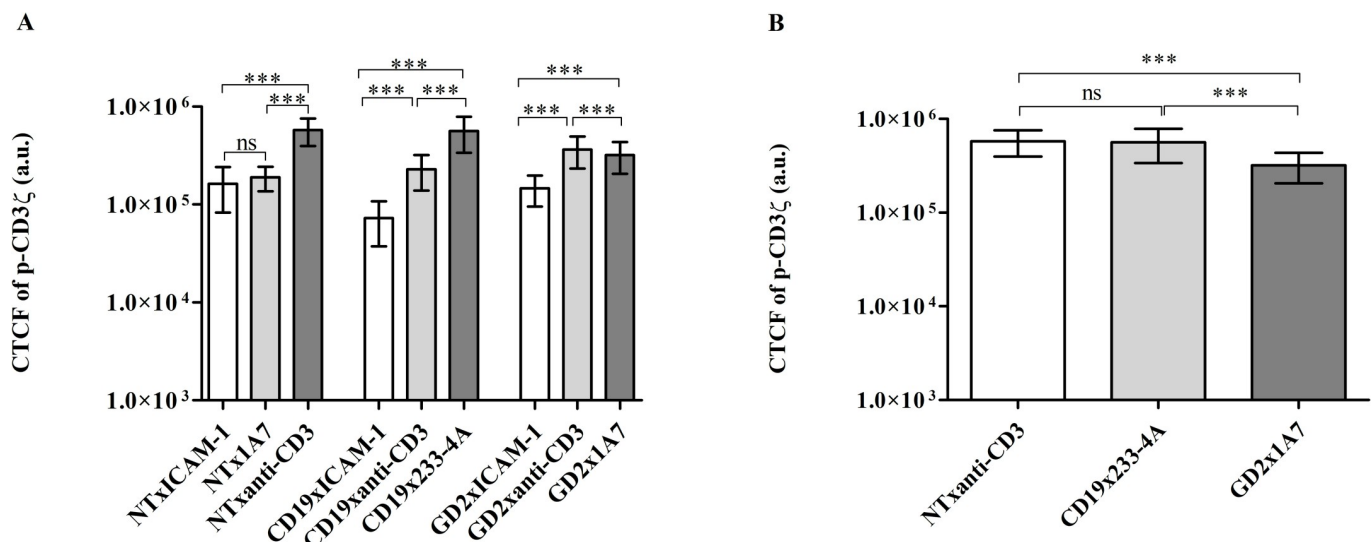 A
CTCF of p-CD3ζ (a.u.)
1.0×10⁶
1.0×10⁵
1.0×10⁴
1.0×10³
***
***
ns
***
***
***
***
***
***
NTxICAM-1
NTx1A7
NTxanti-CD3
CD19xICAM-1
CD19xanti-CD3
CD19x233-4A
GD2xICAM-1
GD2xanti-CD3
GD2x1A7
B
CTCF of p-CD3ζ (a.u.)
1.0×10⁶
1.0×10⁵
1.0×10⁴
1.0×10³
***
ns
***
NTxanti-CD3
CD19x233-4A
GD2x1A7